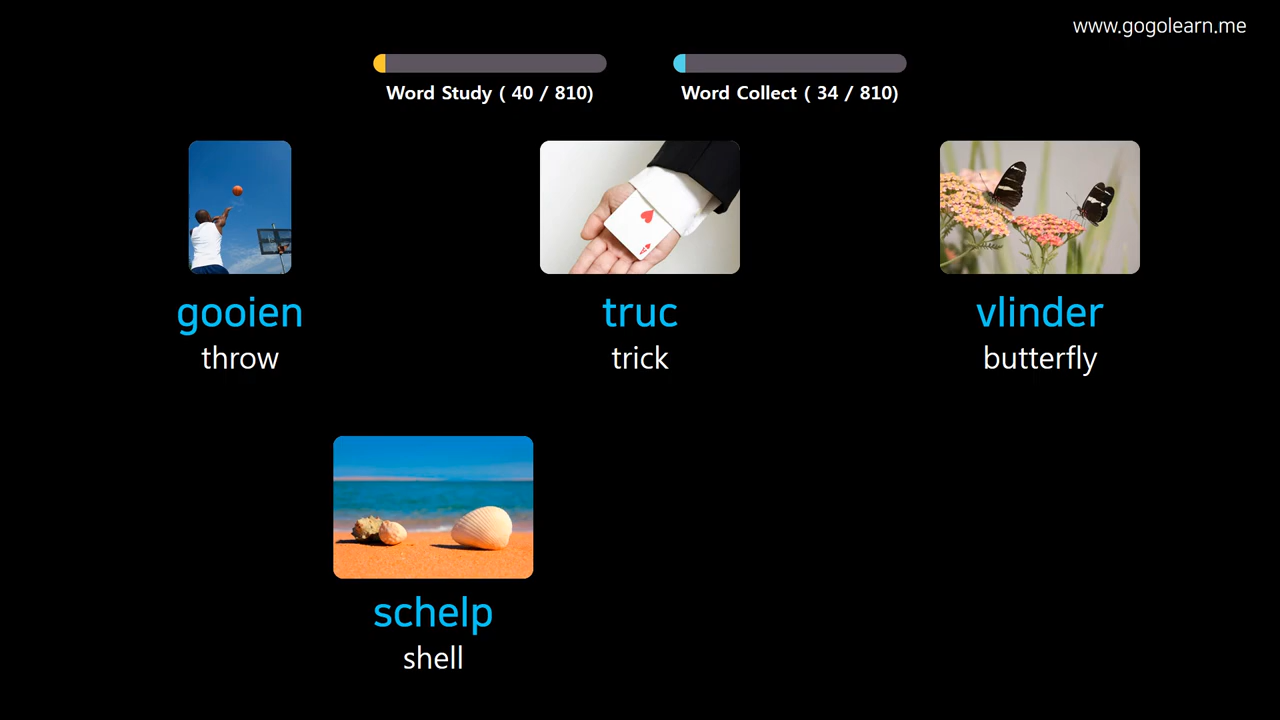 www.gogolearn.me
Word Study ( 40 / 810)
Word Collect ( 34 / 810)
gooien
throw
truc
trick
vlinder
butterfly
schelp
shell